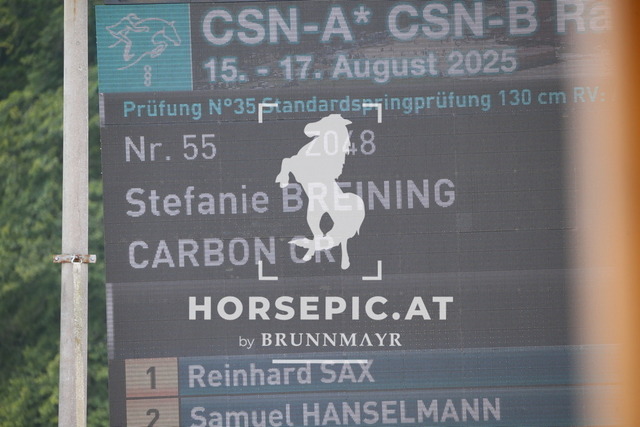 CSN-A* CSN-B Ra
15. - 17. August 2025
Prüfung N°35 Standardspringprüfung 130 cm RV:
Nr. 55 2048
Stefanie BREINING
CARBON
HORSEPIC.AT
by BRUNNMAYR
1 Reinhard SAX
2 Samuel HANSELMANN